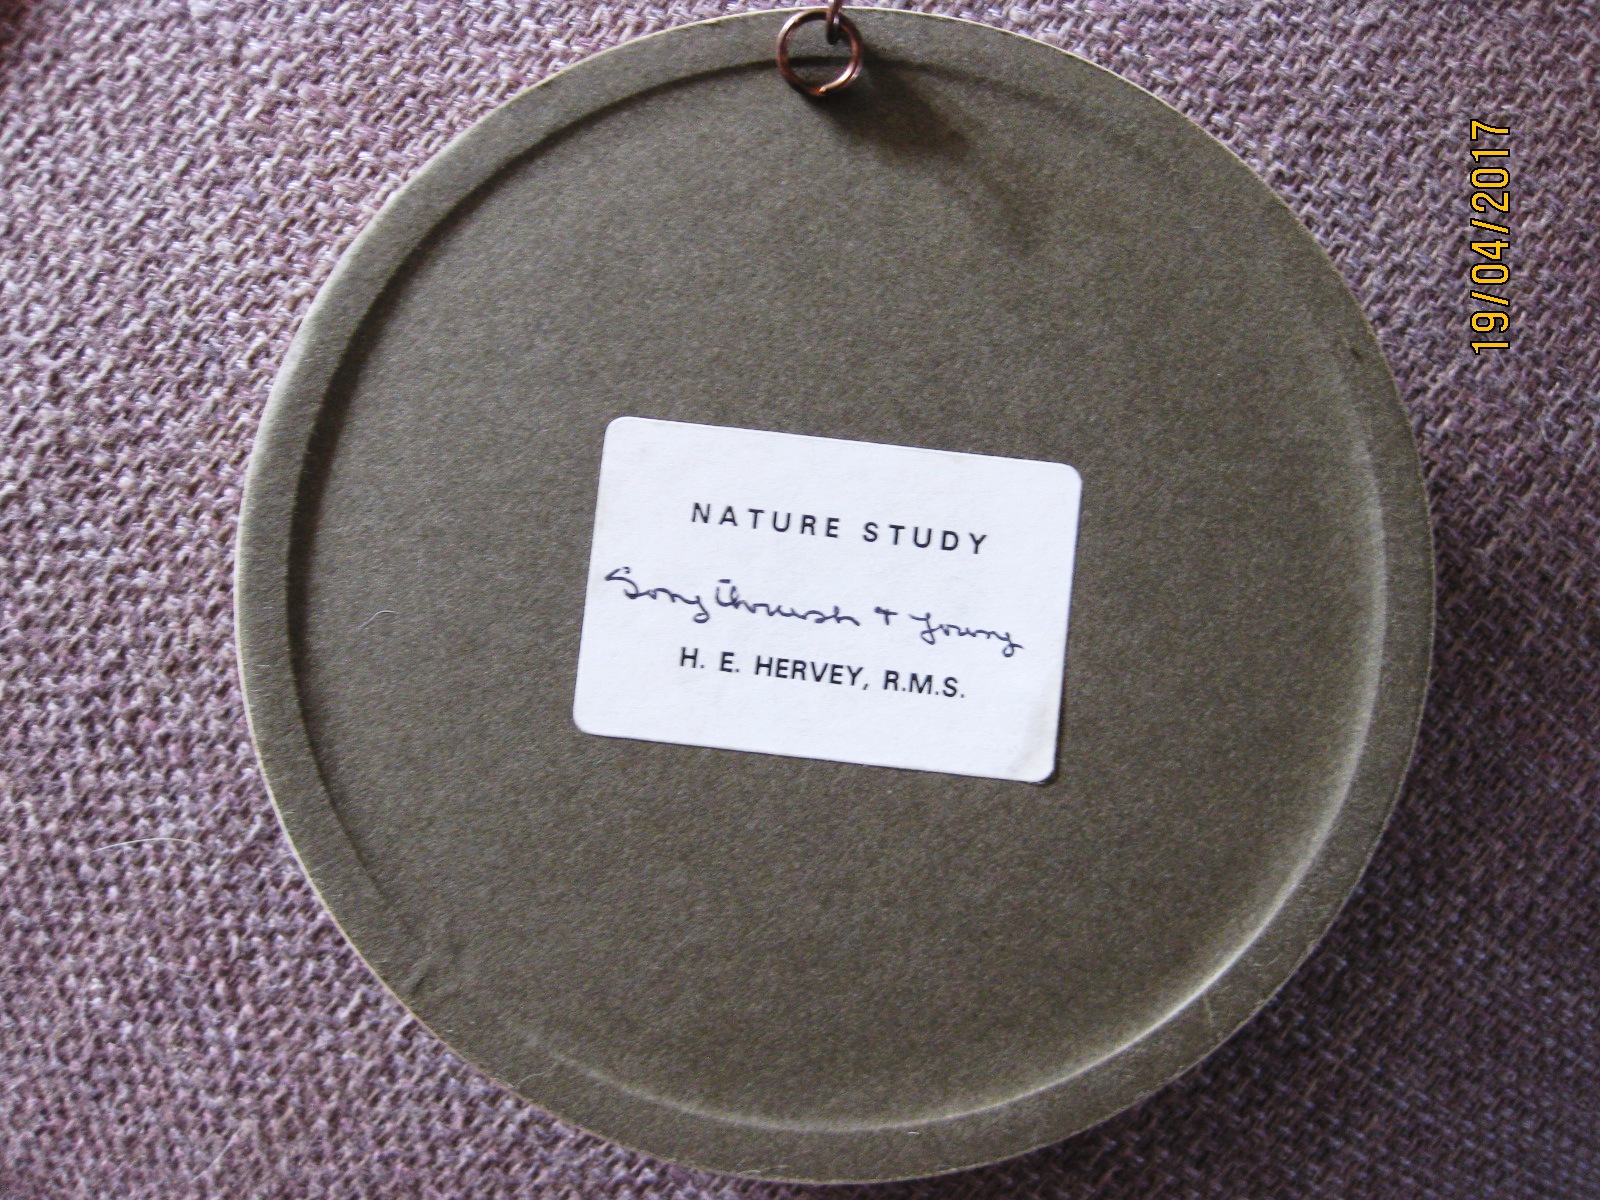 NATURE STUDY
Song Thrush + Young
H. E. HERVEY, R.M.S.
19/04/2017